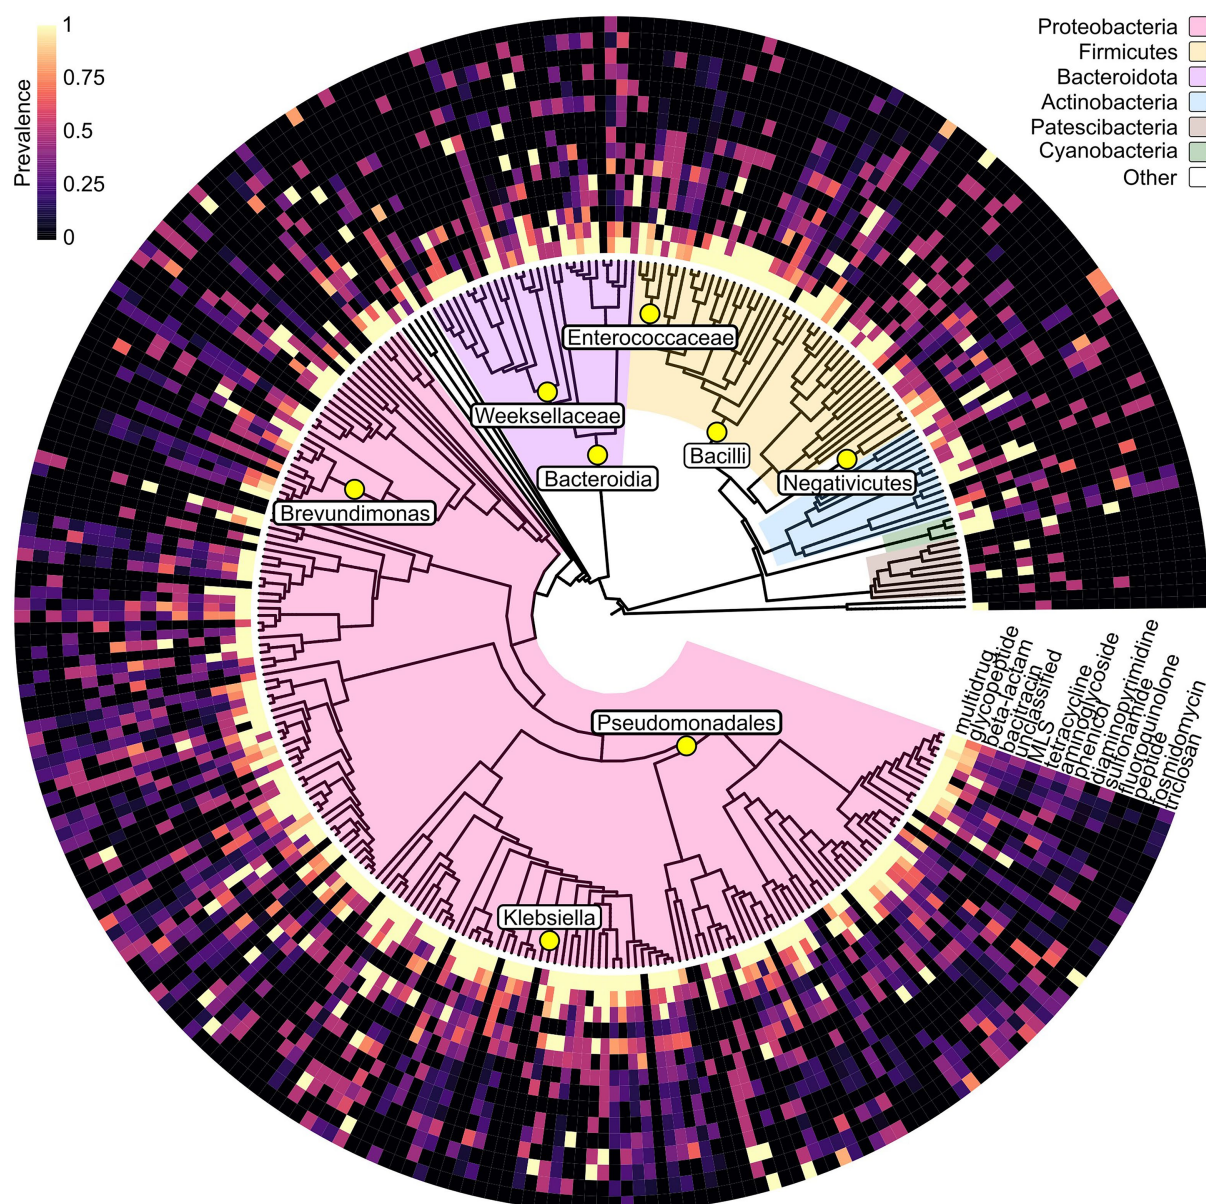 Prevalence
1
0.75
0.5
0.25
0
Proteobacteria
Firmicutes
Bacteroidota
Actinobacteria
Patescibacteria
Cyanobacteria
Other
Enterococcaceae
Weeksellaceae
Bacteroidia
Bacilli
Negativicutes
Brevundimonas
Pseudomonadales
Klebsiella
multidrug
glycopeptide
beta-lactam
bacitracin
unclassified
MLS
tetracycline
aminoglycoside
phenicol
diaminopyrimidine
sulfonamide
fluoroquinolone
peptide
fosmidomycin
triclosan